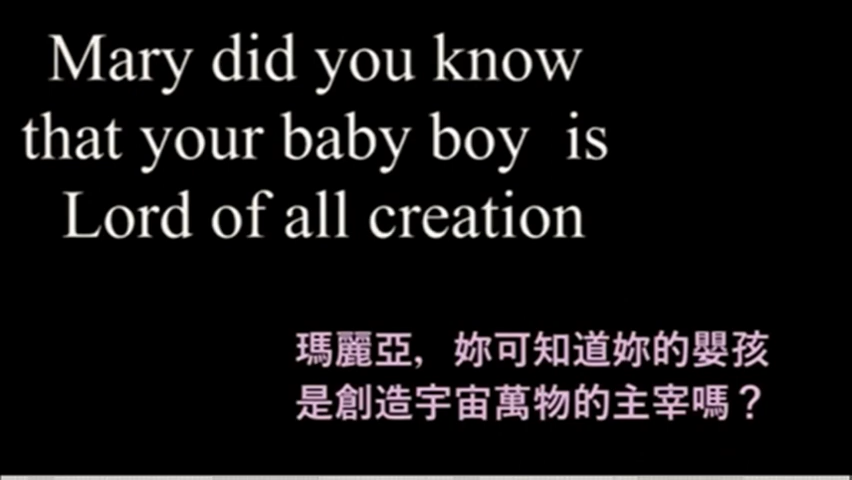 Mary did you know
that your baby boy  is
Lord of all creation
瑪麗亞，妳可知道妳的嬰孩
是創造宇宙萬物的主宰嗎？